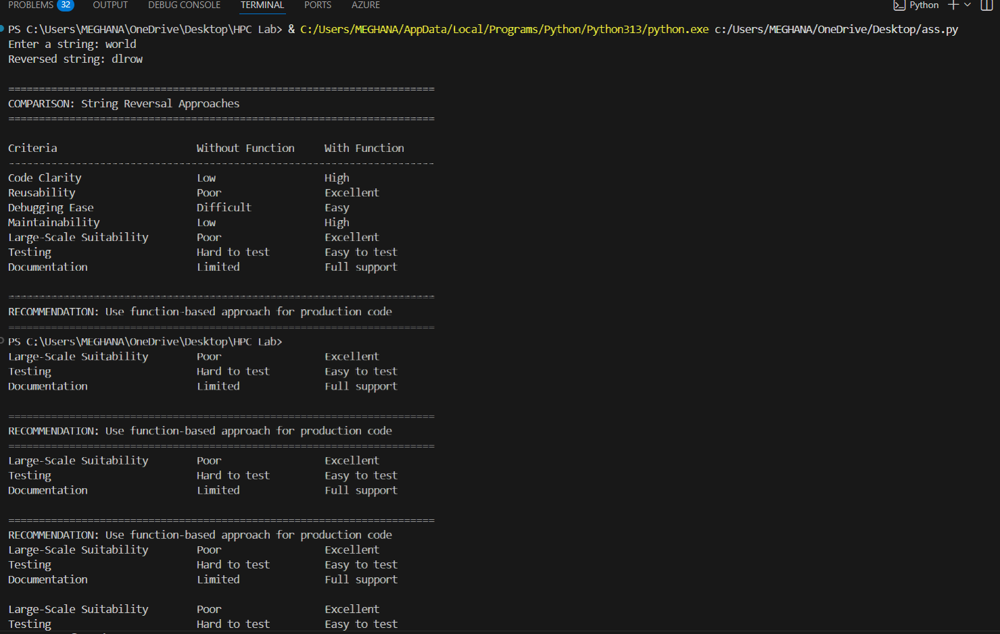 PROBLEMS 32 OUTPUT DEBUG CONSOLE TERMINAL PORTS AZURE Python
PS C:\Users\MEGHANA\OneDrive\Desktop\HPC Lab> & C:/Users/MEGHANA/AppData/Local/Programs/Python/Python313/python.exe c:/Users/MEGHANA/OneDrive/Desktop/ass.py
Enter a string: world
Reversed string: dlrow
======================================================================
COMPARISON: String Reversal Approaches
======================================================================
Criteria Without Function With Function
----------------------------------------------------------------------
Code Clarity Low High
Reusability Poor Excellent
Debugging Ease Difficult Easy
Maintainability Low High
Large-Scale Suitability Poor Excellent
Testing Hard to test Easy to test
Documentation Limited Full support
======================================================================
RECOMMENDATION: Use function-based approach for production code
======================================================================
PS C:\Users\MEGHANA\OneDrive\Desktop\HPC Lab>
Large-Scale Suitability Poor Excellent
Testing Hard to test Easy to test
Documentation Limited Full support
======================================================================
RECOMMENDATION: Use function-based approach for production code
======================================================================
Large-Scale Suitability Poor Excellent
Testing Hard to test Easy to test
Documentation Limited Full support
======================================================================
RECOMMENDATION: Use function-based approach for production code
Large-Scale Suitability Poor Excellent
Testing Hard to test Easy to test
Documentation Limited Full support
Large-Scale Suitability Poor Excellent
Testing Hard to test Easy to test